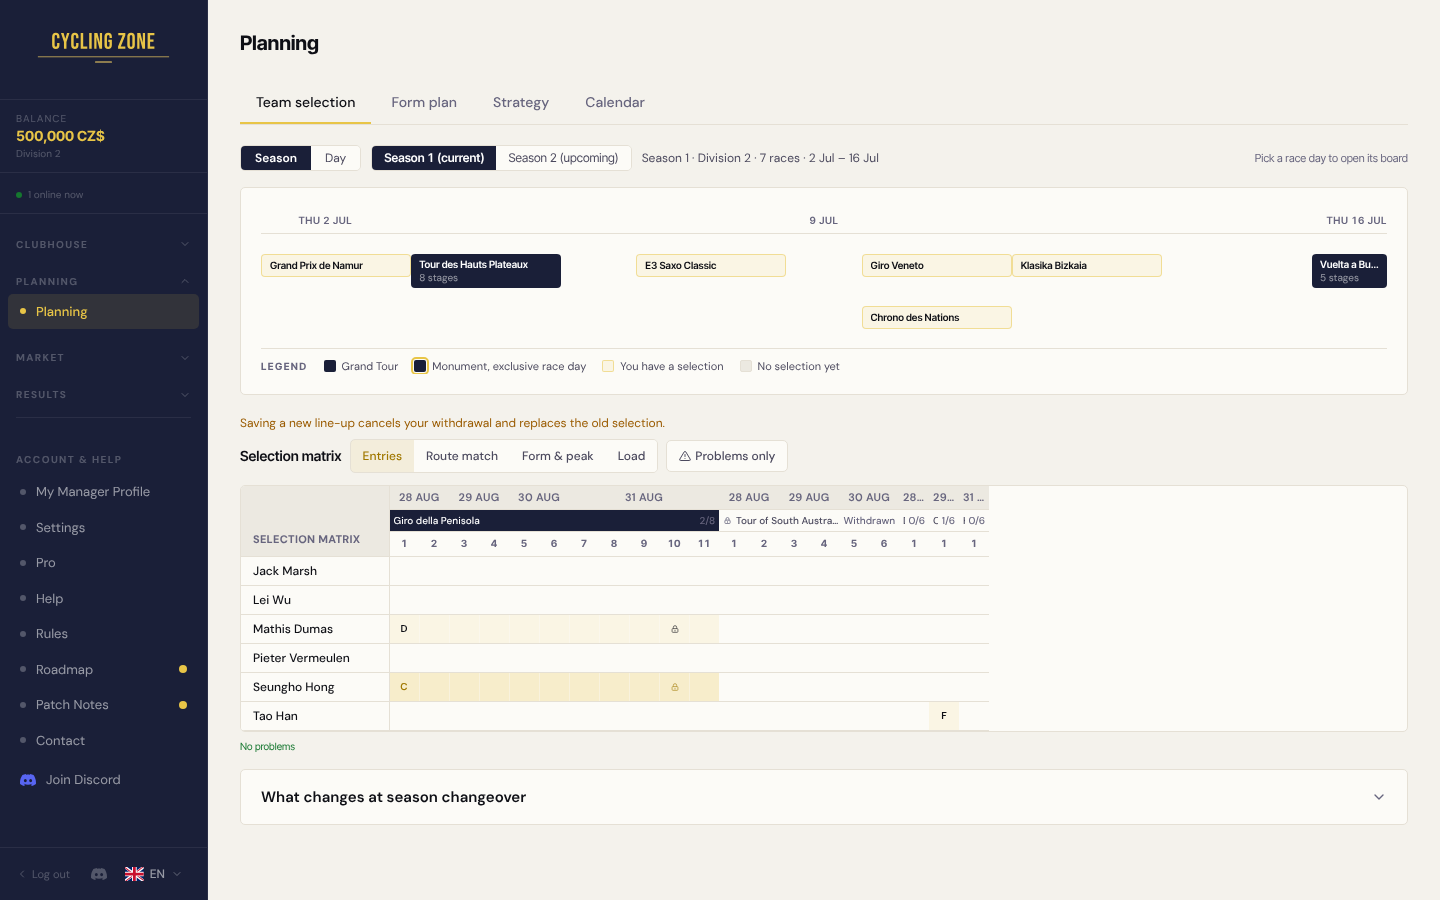 CYCLING ZONE
BALANCE
500,000 CZ$
Division 2
1 online now
CLUBHOUSE
PLANNING
Planning
MARKET
RESULTS
ACCOUNT & HELP
My Manager Profile
Settings
Pro
Help
Rules
Roadmap
Patch Notes
Contact
Join Discord
Log out
EN
Planning
Team selection Form plan Strategy Calendar
Season Day Season 1 (current) Season 2 (upcoming) Season 1 · Division 2 · 7 races · 2 Jul – 16 Jul Pick a race day to open its board
THU 2 JUL 9 JUL THU 16 JUL
Grand Prix de Namur Tour des Hauts Plateaux E3 Saxo Classic Giro Veneto Klasika Bizkaia Vuelta a Bu...
8 stages 5 stages
Chrono des Nations
LEGEND Grand Tour Monument, exclusive race day You have a selection No selection yet
Saving a new line-up cancels your withdrawal and replaces the old selection.
Selection matrix Entries Route match Form & peak Load Problems only
28 AUG 29 AUG 30 AUG 31 AUG 28 AUG 29 AUG 30 AUG 28... 29... 31 ...
Giro della Penisola 2/8 Tour of South Austra... Withdrawn 0/6 1/6 0/6
SELECTION MATRIX 1 2 3 4 5 6 7 8 9 10 11 1 2 3 4 5 6 1 1 1
Jack Marsh
Lei Wu
Mathis Dumas D
Pieter Vermeulen
Seungho Hong C
Tao Han F
No problems
What changes at season changeover